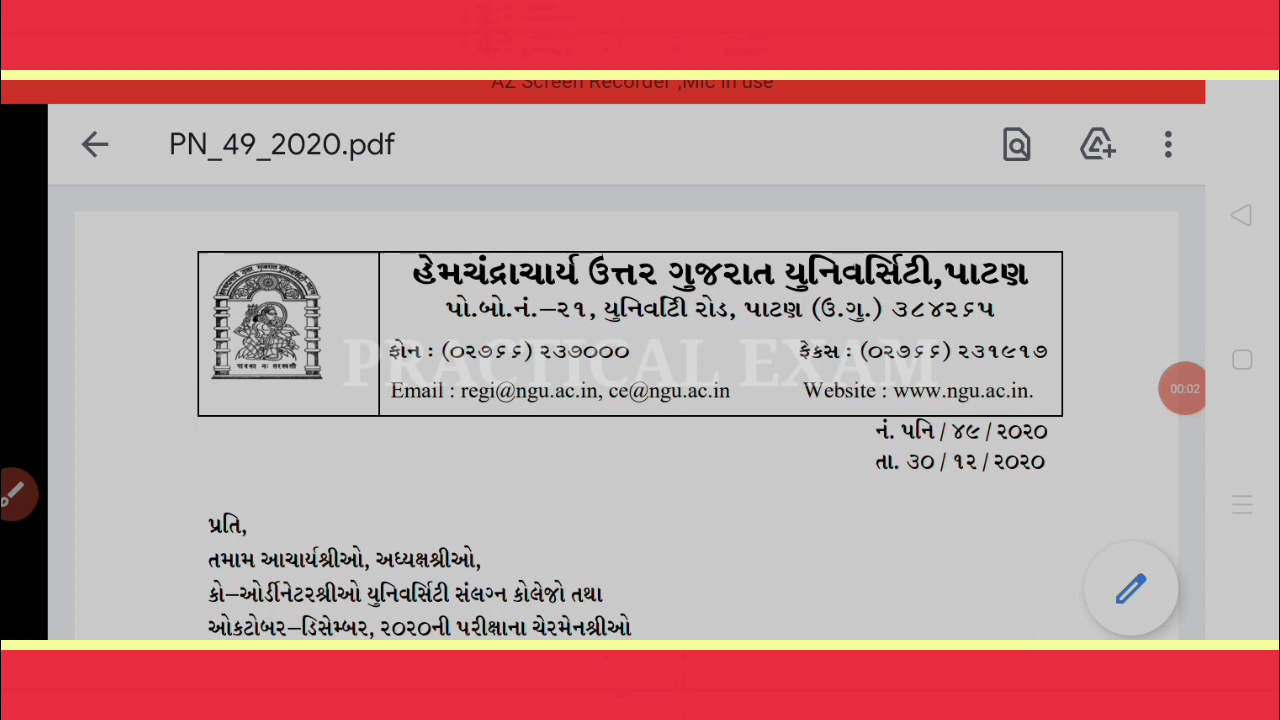 AZ Screen Recorder ,Mic in use
PN_49_2020.pdf
હેમચંદ્રાચાર્ય ઉત્તર ગુજરાત યુનિવર્સિટી,પાટણ
પો.બો.નં.–૨૧, યુનિવર્સિટી રોડ, પાટણ (ઉ.ગુ.) ૩૮૪૨૬૫
ફોન : (૦૨૭૬૬) ૨૩૭૦૦૦ ફેકસ : (૦૨૭૬૬) ૨૩૧૯૧૭
PRACTICAL EXAM
Email : regi@ngu.ac.in, ce@ngu.ac.in Website : www.ngu.ac.in.
00:02
નં. પનિ / ૪૯ / ૨૦૨૦
તા. ૩૦ / ૧૨ / ૨૦૨૦
પ્રતિ,
તમામ આચાર્યશ્રીઓ, અધ્યક્ષશ્રીઓ,
કો–ઓર્ડીનેટરશ્રીઓ યુનિવર્સિટી સંલગ્ન કોલેજો તથા
ઓકટોબર–ડિસેમ્બર, ૨૦૨૦ની પરીક્ષાના ચેરમેનશ્રીઓ